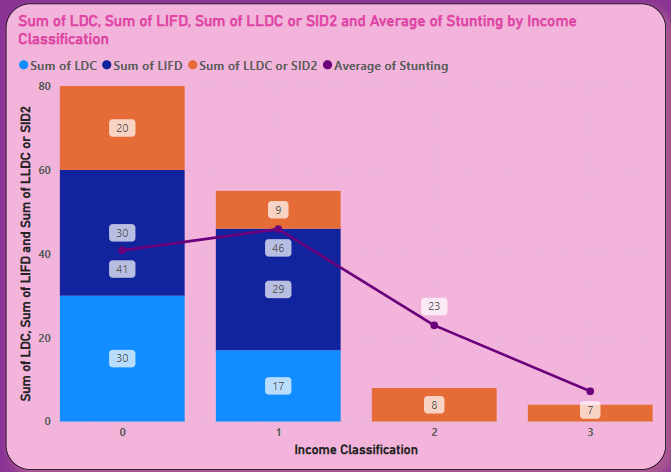 Sum of LDC, Sum of LIFD, Sum of LLDC or SID2 and Average of Stunting by Income
Classification
Sum of LDC Sum of LIFD Sum of LLDC or SID2 Average of Stunting
Sum of LDC, Sum of LIFD and Sum of LLDC or SID2
80
60
40
20
0
20
30
41
30
9
46
29
17
23
8
7
0 1 2 3
Income Classification